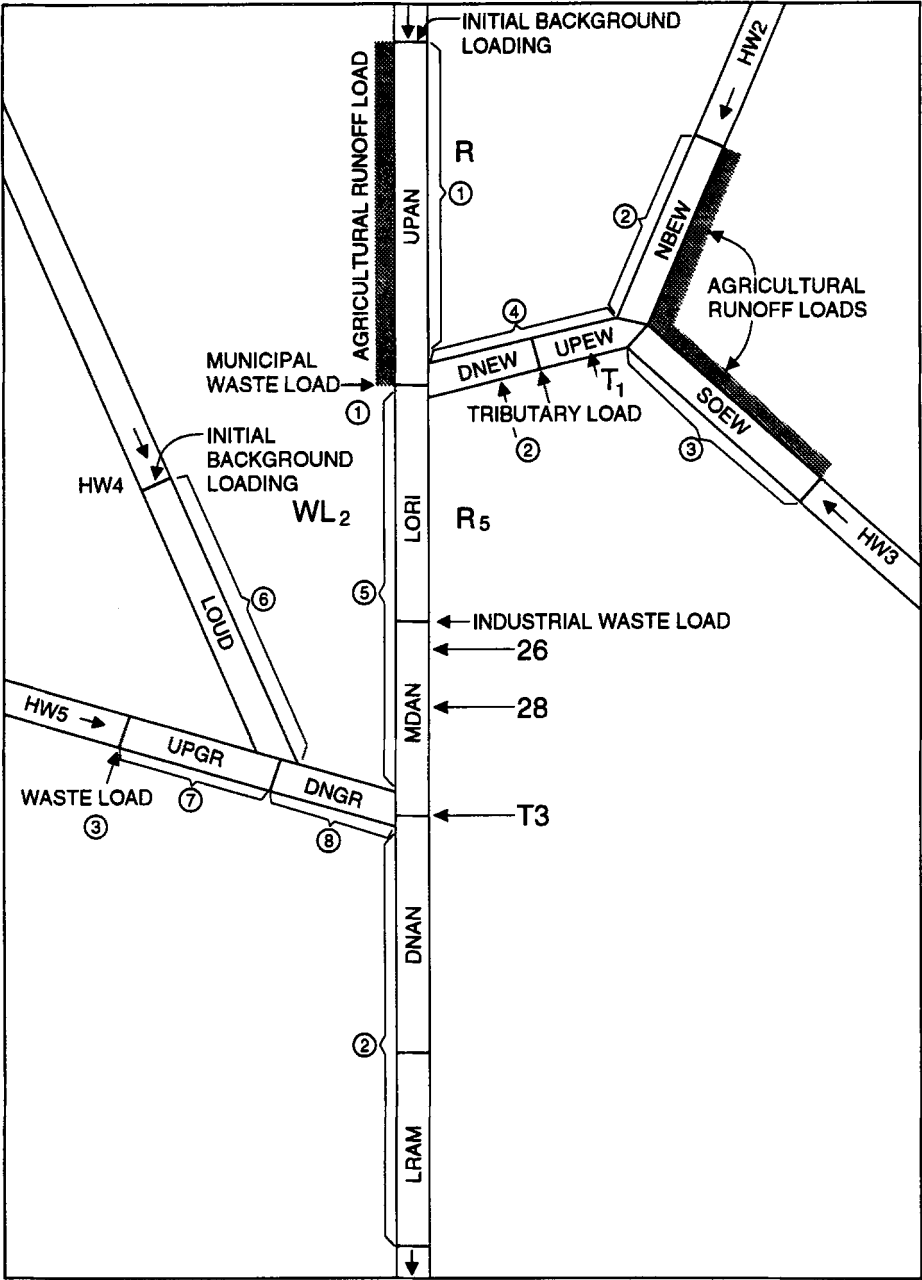 INITIAL BACKGROUND
LOADING
HW2
AGRICULTURAL RUNOFF LOAD
UPAN
R
①
②
NBEW
AGRICULTURAL
RUNOFF LOADS
④
UPEW
DNEW
T1
MUNICIPAL
WASTE LOAD
①
TRIBUTARY LOAD
②
SOEW
③
HW3
INITIAL
BACKGROUND
LOADING
HW4
WL2
LORI
R5
⑤
⑥
LOUD
INDUSTRIAL WASTE LOAD
26
28
MDAN
HW5
UPGR
DNGR
WASTE LOAD
③
⑦
⑧
T3
DNAN
②
LRAM